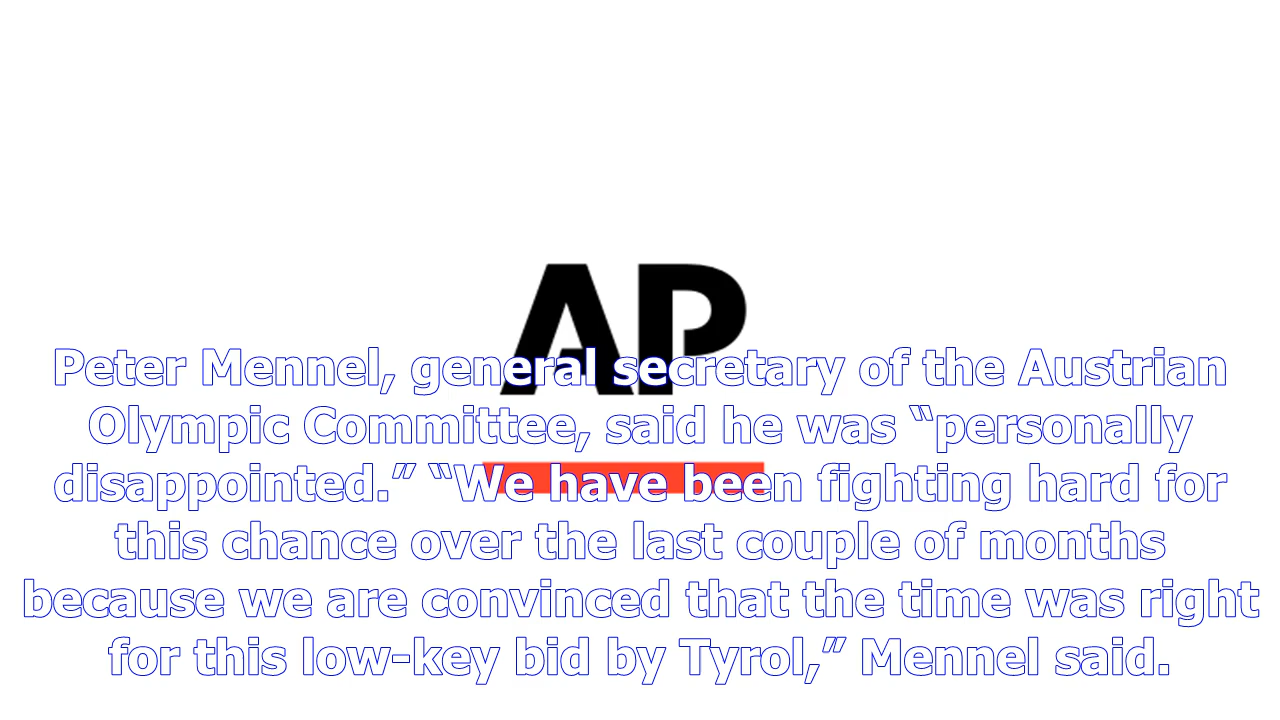 AP
Peter Mennel, general secretary of the Austrian
Olympic Committee, said he was “personally
disappointed.” “We have been fighting hard for
this chance over the last couple of months
because we are convinced that the time was right
for this low-key bid by Tyrol,” Mennel said.